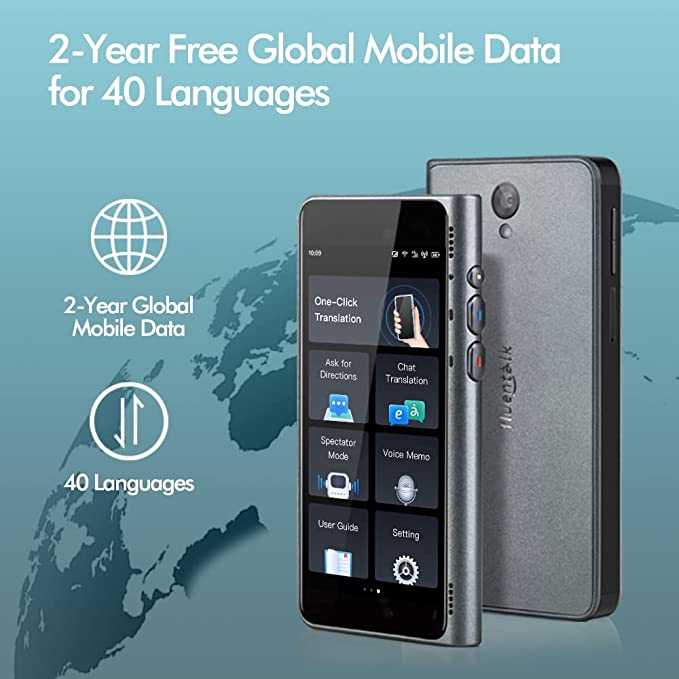 2-Year Free Global Mobile Data
for 40 Languages
2-Year Global
Mobile Data
40 Languages
10:09
One-Click
Translation
Ask for
Directions
Chat
Translation
Spectator
Mode
Voice Memo
User Guide
Setting
fluentalk